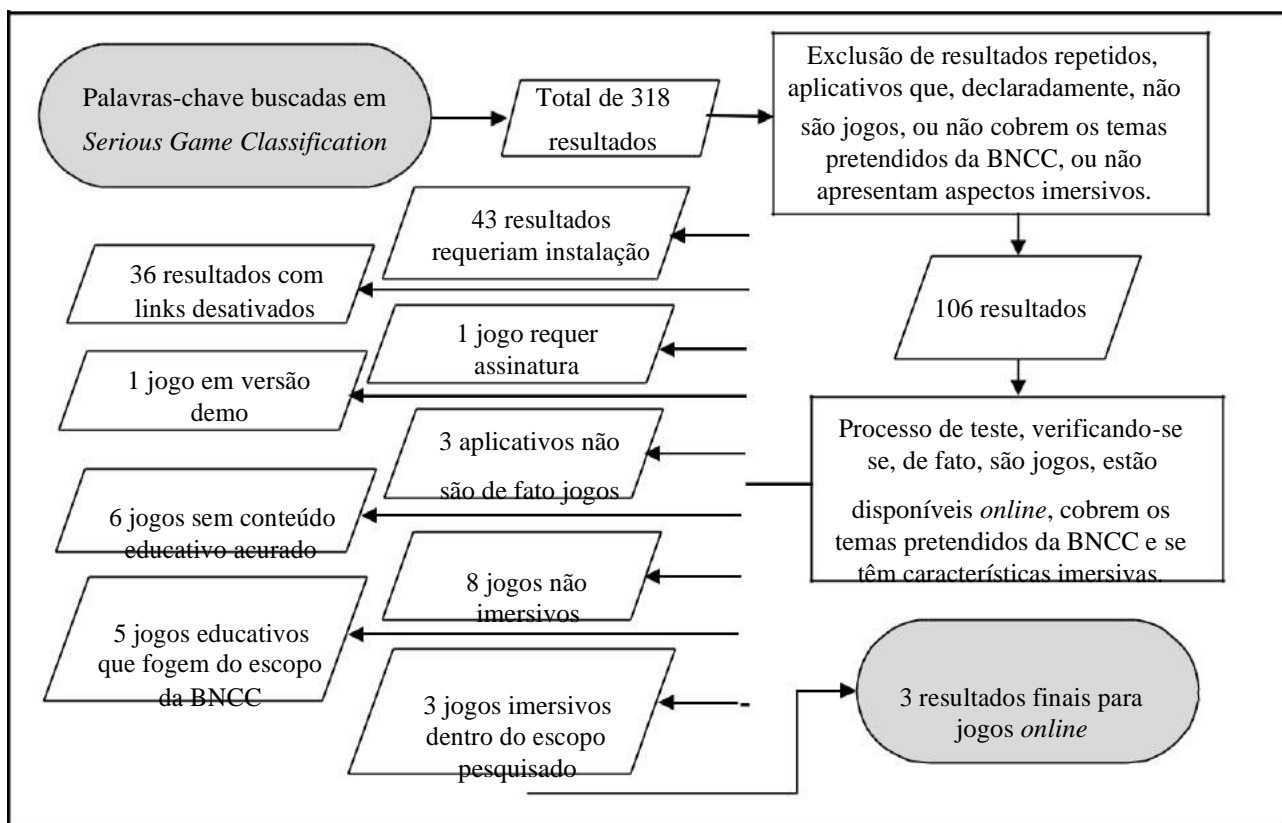 Palavras-chave buscadas em
Serious Game Classification
Total de 318
resultados
Exclusão de resultados repetidos,
aplicativos que, declaradamente, não
são jogos, ou não cobrem os temas
pretendidos da BNCC, ou não
apresentam aspectos imersivos.
106 resultados
Processo de teste, verificando-se
se, de fato, são jogos, estão
disponíveis online, cobrem os
temas pretendidos da BNCC e se
têm características imersivas.
43 resultados
requeriam instalação
36 resultados com
links desativados
1 jogo requer
assinatura
1 jogo em versão
demo
3 aplicativos não
são de fato jogos
6 jogos sem conteúdo
educativo acurado
8 jogos não
imersivos
5 jogos educativos
que fogem do escopo
da BNCC
3 jogos imersivos
dentro do escopo
pesquisado
3 resultados finais para
jogos online